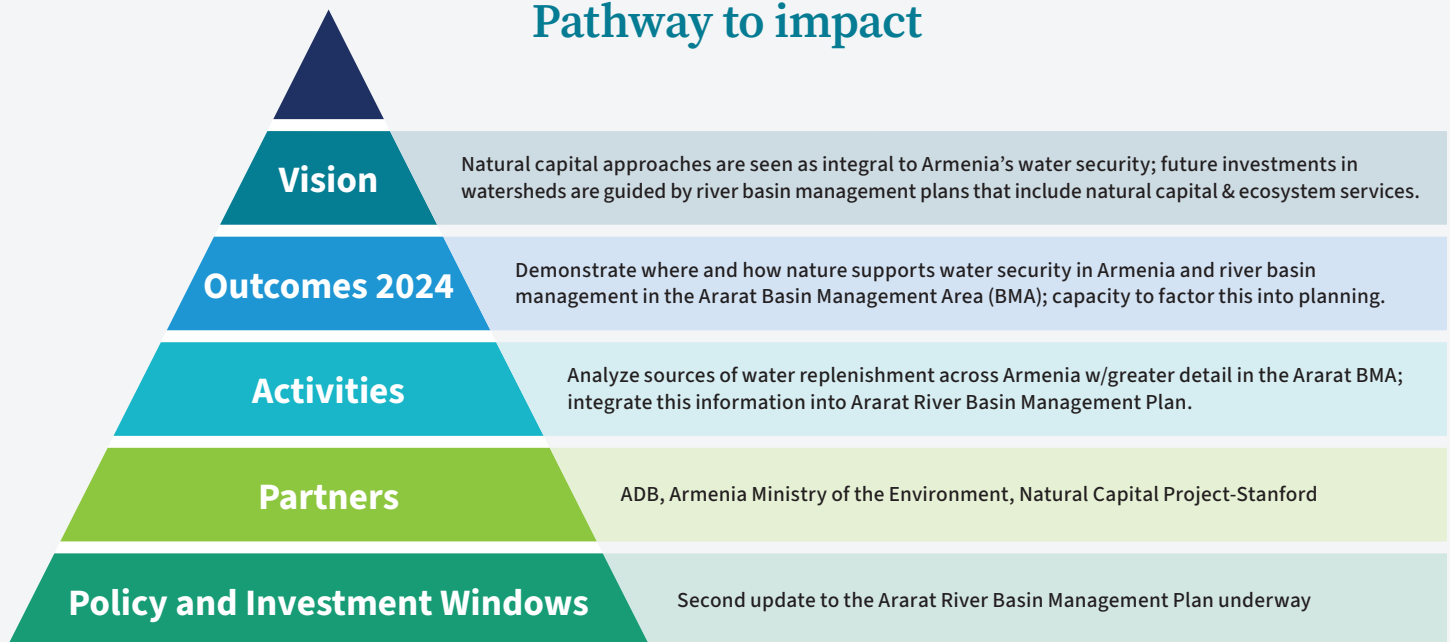 Pathway to impact
Vision
Natural capital approaches are seen as integral to Armenia’s water security; future investments in
watersheds are guided by river basin management plans that include natural capital & ecosystem services.
Outcomes 2024
Demonstrate where and how nature supports water security in Armenia and river basin
management in the Ararat Basin Management Area (BMA); capacity to factor this into planning.
Activities
Analyze sources of water replenishment across Armenia w/greater detail in the Ararat BMA;
integrate this information into Ararat River Basin Management Plan.
Partners
ADB, Armenia Ministry of the Environment, Natural Capital Project-Stanford
Policy and Investment Windows
Second update to the Ararat River Basin Management Plan underway